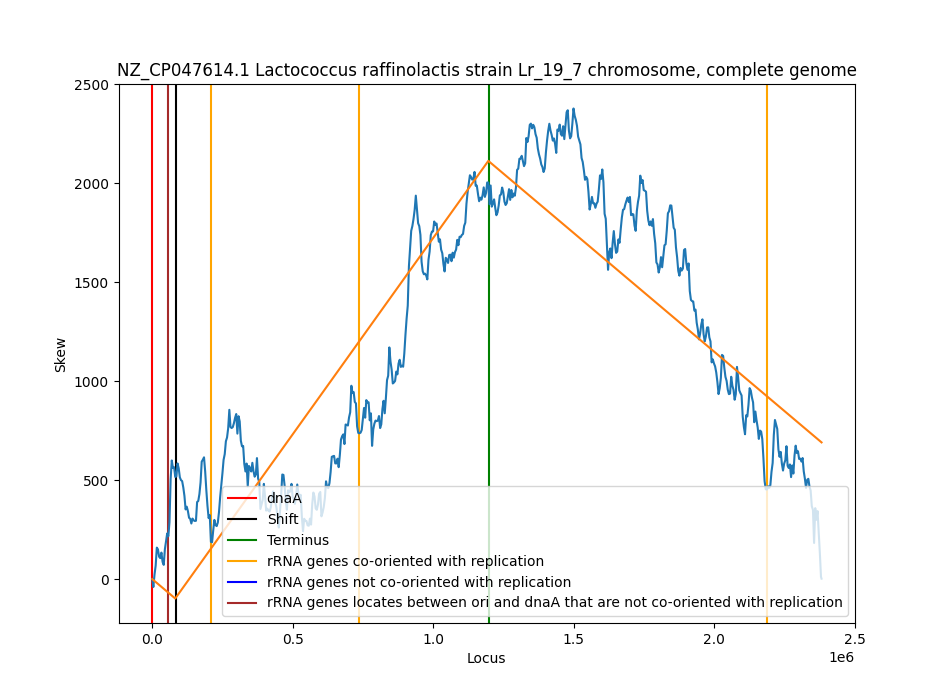 NZ_CP047614.1 Lactococcus raffinolactis strain Lr_19_7 chromosome, complete genome
2500
2000
1500
1000
500
0
Skew
dnaA
Shift
Terminus
rRNA genes co-oriented with replication
rRNA genes not co-oriented with replication
rRNA genes locates between ori and dnaA that are not co-oriented with replication
0.0 0.5 1.0 1.5 2.0 2.5
1e6
Locus